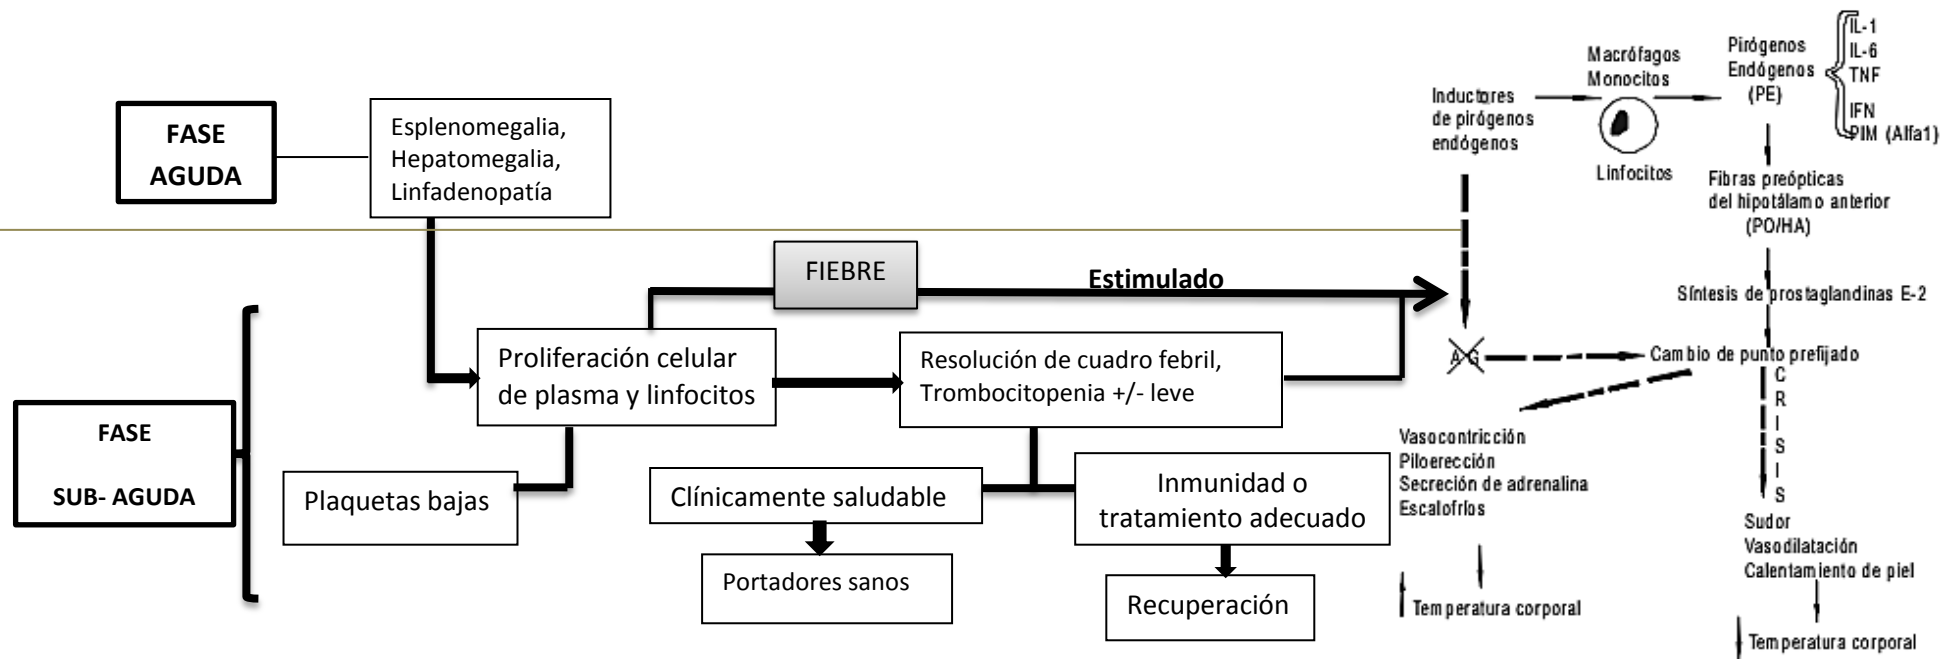 FASE
AGUDA
Esplenomegalia,
Hepatomegalia,
Linfadenopatía
FIEBRE
Estimulado
Proliferación celular
de plasma y linfocitos
Resolución de cuadro febril,
Trombocitopenia +/- leve
FASE
SUB- AGUDA
Plaquetas bajas
Clínicamente saludable
Inmunidad o
tratamiento adecuado
Portadores sanos
Recuperación
Inductores
de pirógenos
endógenos
Macrófagos
Monocitos
Linfocitos
Pirógenos
Endógenos
(PE)
IL-1
IL-6
TNF
IFN
PIM (Alfa1)
Fibras preópticas
del hipotálamo anterior
(PO/HA)
Síntesis de prostaglandinas E-2
A G
Cambio de punto prefijado
C
R
I
S
I
S
Vasocontricción
Piloerección
Secreción de adrenalina
Escalofríos
Temperatura corporal
Sudor
Vasodilatación
Calentamiento de piel
Temperatura corporal